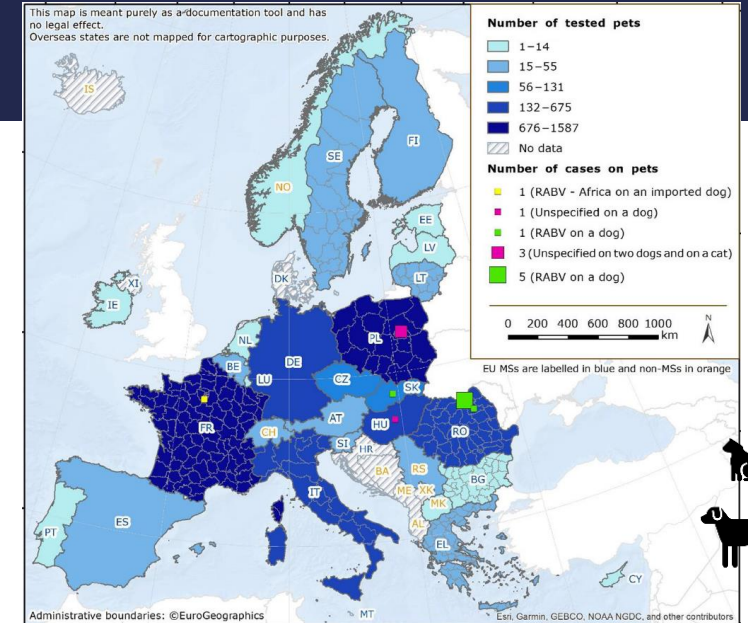 This map is meant purely as a documentation tool and has
no legal effect.
Overseas states are not mapped for cartographic purposes.
Number of tested pets
1–14
15–55
56–131
132–675
676–1587
No data
Number of cases on pets
1 (RABV - Africa on an imported dog)
1 (Unspecified on a dog)
1 (RABV on a dog)
3 (Unspecified on two dogs and on a cat)
5 (RABV on a dog)
0 200 400 600 800 1000
km
N
EU MSs are labelled in blue and non-MSs in orange
IS
FI
SE
NO
EE
LV
LT
DK
XI
IE
NL
PL
DE
BE
LU
CZ
SK
FR
AT
HU
CH
SI
HR
RO
BA
RS
BG
ME
XK
MK
IT
AL
PT
ES
EL
CY
MT
Administrative boundaries: ©EuroGeographics
Esri, Garmin, GEBCO, NOAA NGDC, and other contributors